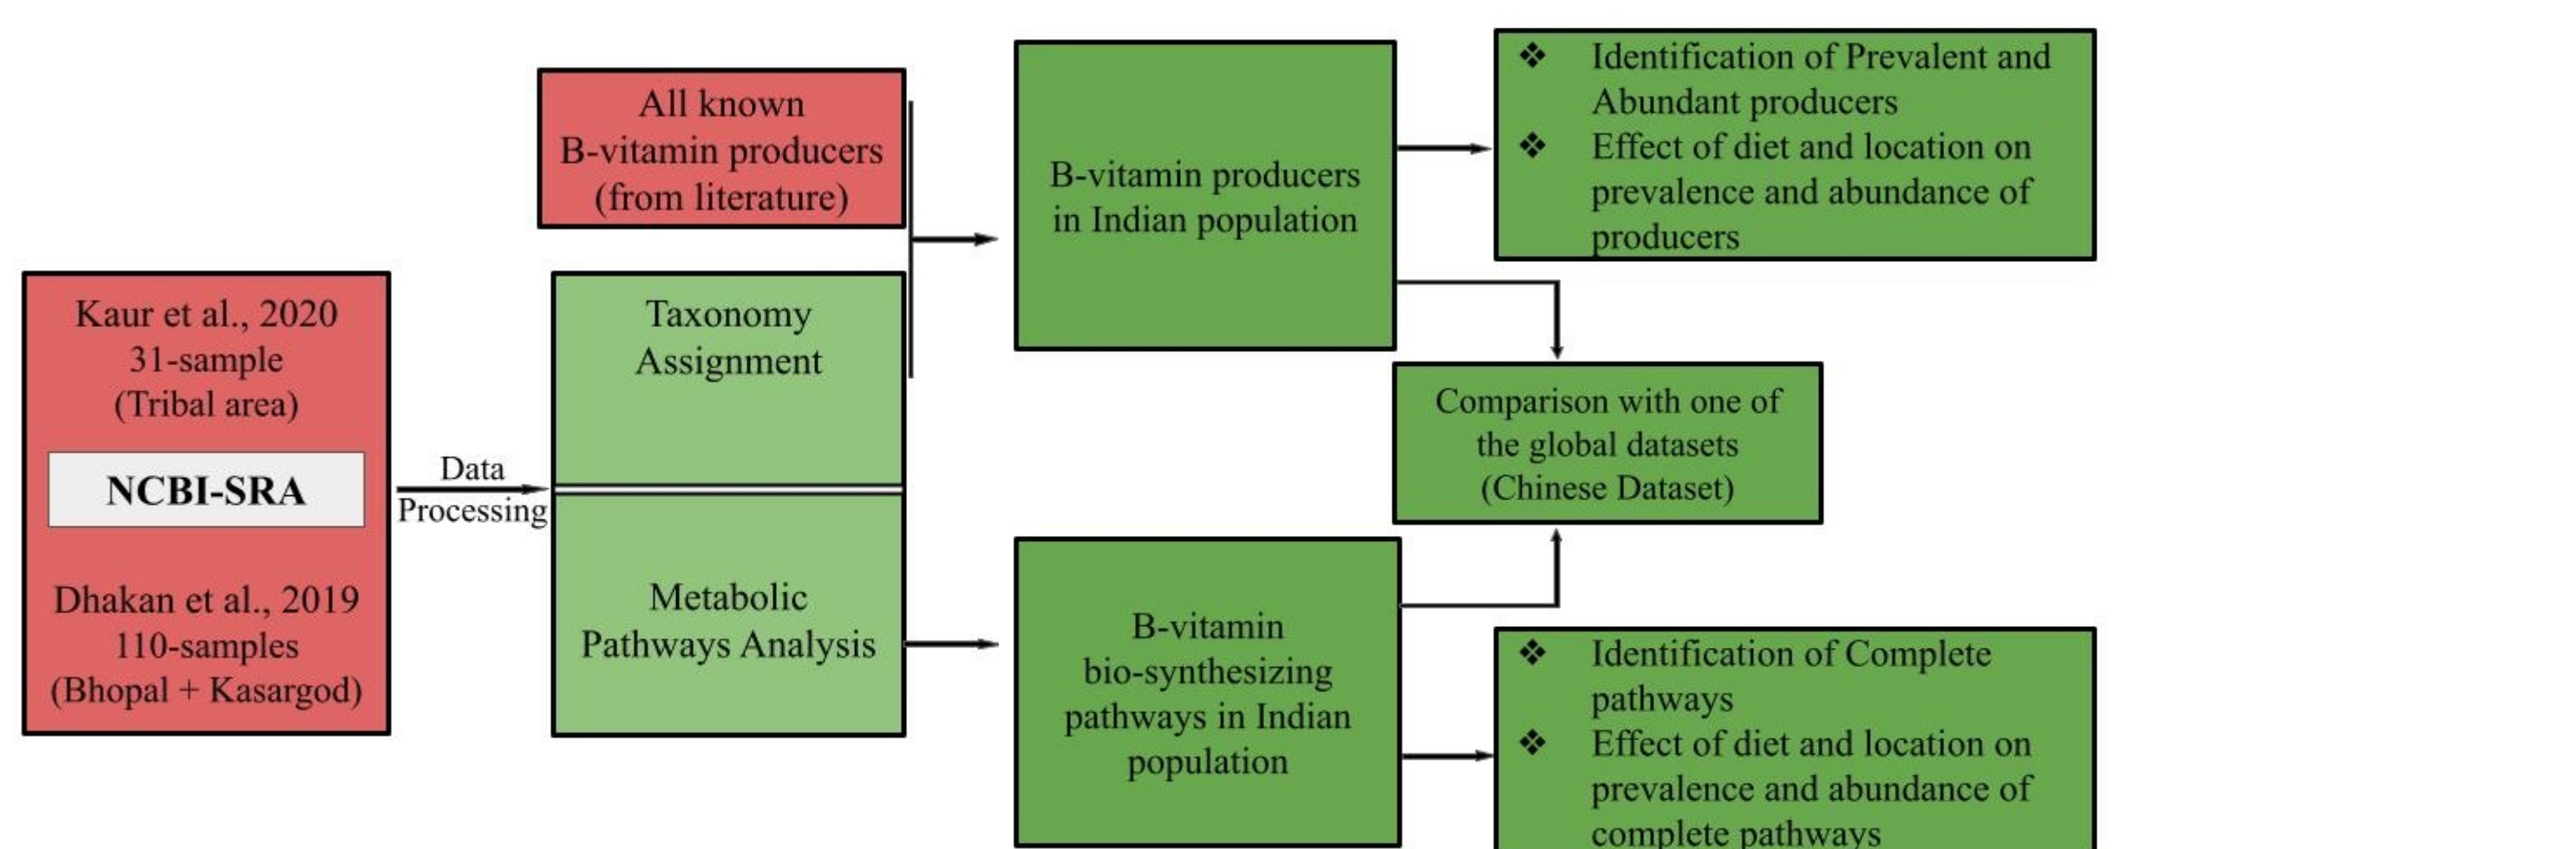 Kaur et al., 2020
31-sample
(Tribal area)
NCBI-SRA
Dhakan et al., 2019
110-samples
(Bhopal + Kasargod)
Data
Processing
All known
B-vitamin producers
(from literature)
Taxonomy
Assignment
Metabolic
Pathways Analysis
B-vitamin producers
in Indian population
B-vitamin
bio-synthesizing
pathways in Indian
population
❖ Identification of Prevalent and
Abundant producers
❖ Effect of diet and location on
prevalence and abundance of
producers
Comparison with one of
the global datasets
(Chinese Dataset)
❖ Identification of Complete
pathways
❖ Effect of diet and location on
prevalence and abundance of
complete pathways